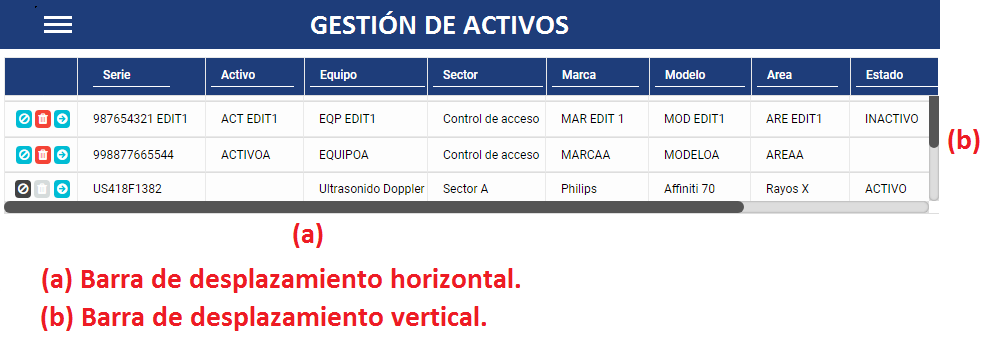 GESTIÓN DE ACTIVOS
Serie Activo Equipo Sector Marca Modelo Area Estado
987654321 EDIT1 ACT EDIT1 EQP EDIT1 Control de acceso MAR EDIT 1 MOD EDIT1 ARE EDIT1 INACTIVO
998877665544 ACTIVOA EQUIPOA Control de acceso MARCAA MODELOA AREAA
US418F1382 Ultrasonido Doppler Sector A Philips Affiniti 70 Rayos X ACTIVO
(b)
(a)
(a) Barra de desplazamiento horizontal.
(b) Barra de desplazamiento vertical.